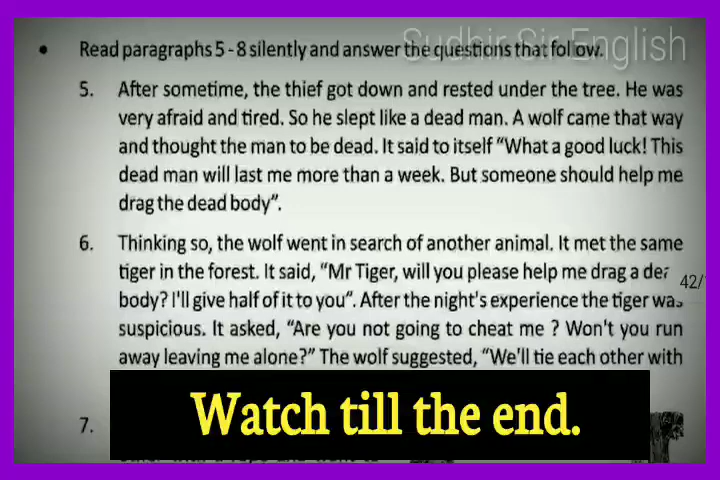 Sudhir Sir English
• Read paragraphs 5 - 8 silently and answer the questions that follow.
5. After sometime, the thief got down and rested under the tree. He was
very afraid and tired. So he slept like a dead man. A wolf came that way
and thought the man to be dead. It said to itself “What a good luck! This
dead man will last me more than a week. But someone should help me
drag the dead body”.
6. Thinking so, the wolf went in search of another animal. It met the same
tiger in the forest. It said, “Mr Tiger, will you please help me drag a
42/
body? I'll give half of it to you”. After the night's experience the tiger was
suspicious. It asked, “Are you not going to cheat me ? Won't you run
away leaving me alone?” The wolf suggested, “We'll tie each other with
Watch till the end.
7.